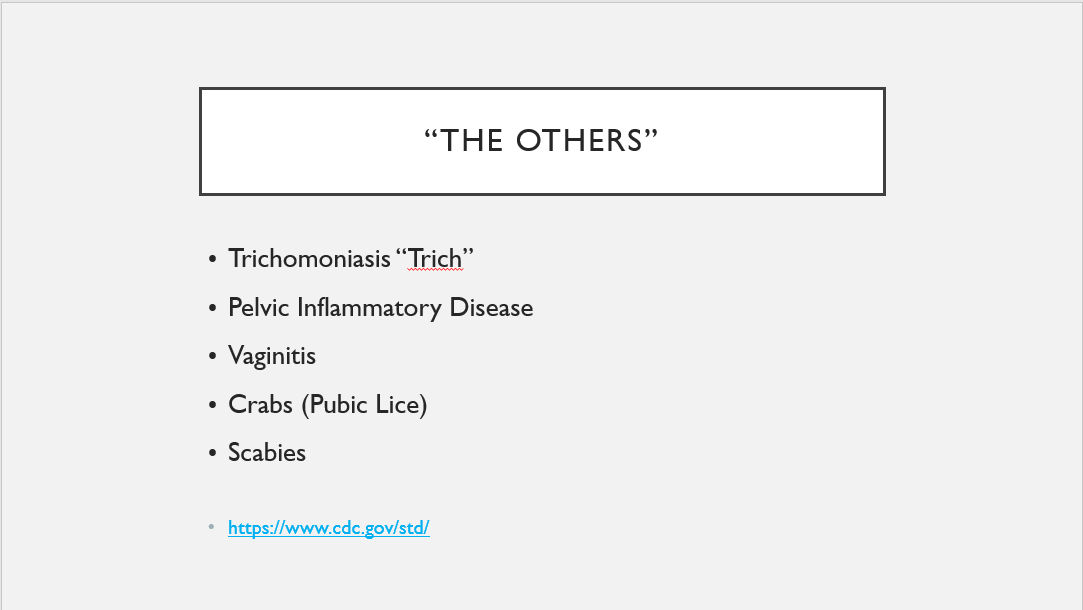 “THE OTHERS”
• Trichomoniasis “Trich”
• Pelvic Inflammatory Disease
• Vaginitis
• Crabs (Pubic Lice)
• Scabies
• https://www.cdc.gov/std/